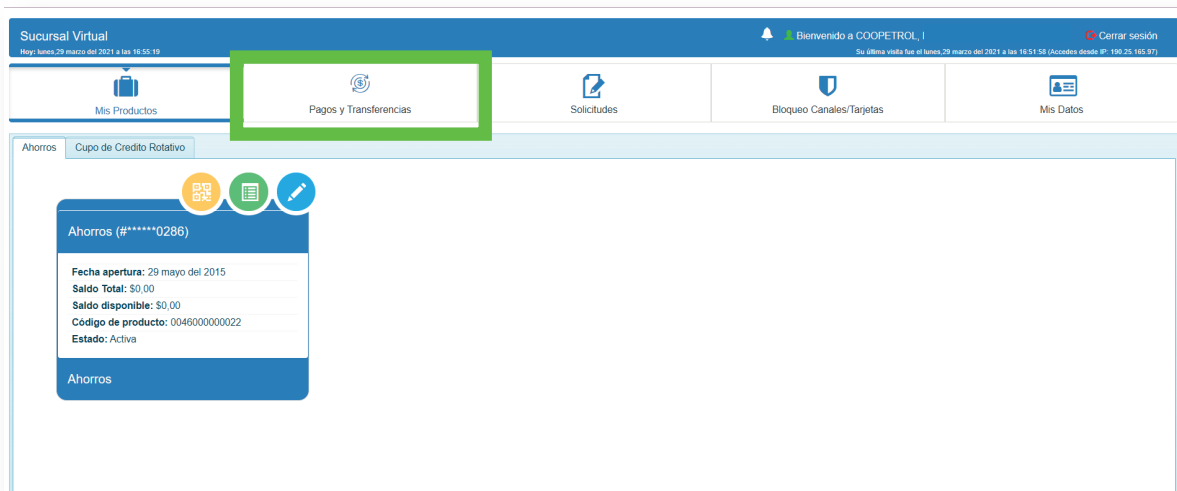 Sucursal Virtual
Bienvenido a COOPETROL, I
Cerrar sesión
Hoy: lunes,29 marzo del 2021 a las 16:55:19
Su última visita fue el lunes,29 marzo del 2021 a las 16:51:58 (Accedes desde IP: 190.25.165.97)
Mis Productos
Pagos y Transferencias
Solicitudes
Bloqueo Canales/Tarjetas
Mis Datos
Ahorros
Cupo de Credito Rotativo
Ahorros (#******0286)
Fecha apertura: 29 mayo del 2015
Saldo Total: $0,00
Saldo disponible: $0,00
Código de producto: 0046000000022
Estado: Activa
Ahorros